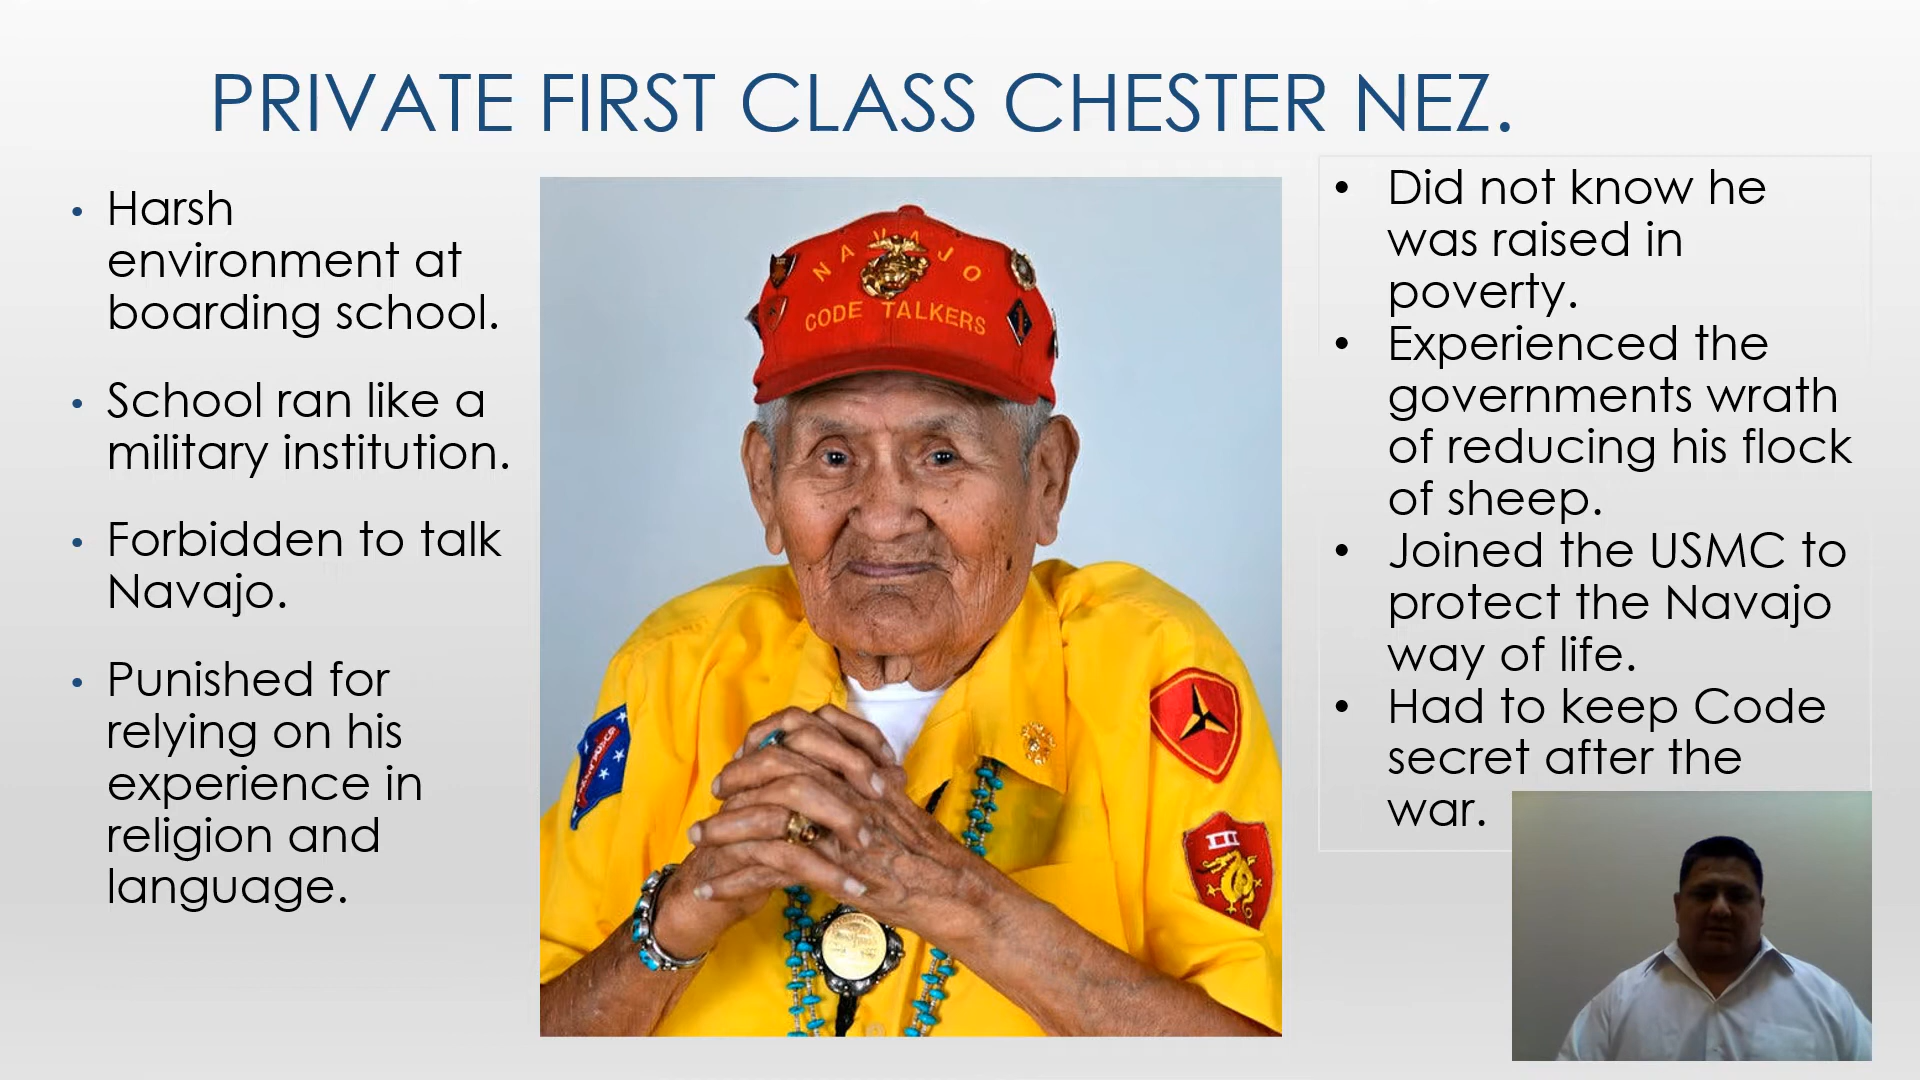 PRIVATE FIRST CLASS CHESTER NEZ.
• Harsh
environment at
boarding school.
• School ran like a
military institution.
• Forbidden to talk
Navajo.
• Punished for
relying on his
experience in
religion and
language.
NAVAJO
CODE TALKERS
• Did not know he
was raised in
poverty.
• Experienced the
governments wrath
of reducing his flock
of sheep.
• Joined the USMC to
protect the Navajo
way of life.
• Had to keep Code
secret after the
war.